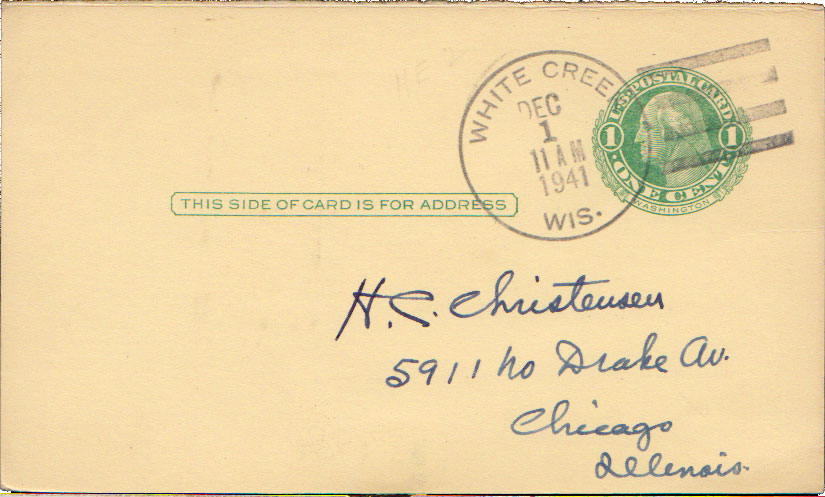 WHITE CREE
DEC
1
11 AM
1941
WIS.
U.S. POSTAL CARD
1 1
ONE CENT
WASHINGTON
THIS SIDE OF CARD IS FOR ADDRESS
H. C. Christensen
5911 No Drake Av.
Chicago
Illenois.